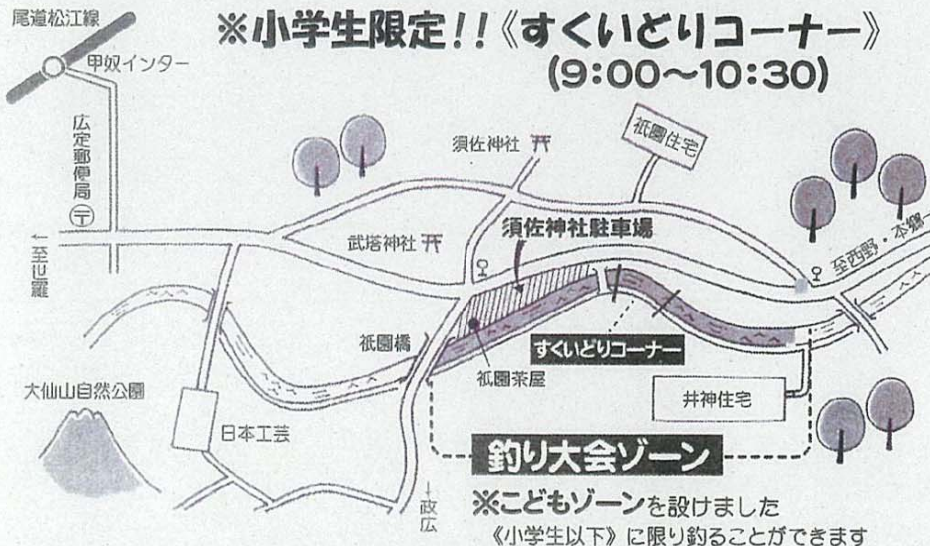 尾道松江線
甲奴インター
※小学生限定!!《すくいどりコーナー》
(9:00〜10:30)
広定郵便局
〒
須佐神社
祇園住宅
武塔神社
須佐神社駐車場
←至世羅
至西野・本郷→
祇園橋
すくいどりコーナー
祇園茶屋
大仙山自然公園
日本工芸
井神住宅
釣り大会ゾーン
→政広
※こどもゾーンを設けました
《小学生以下》に限り釣ることができます